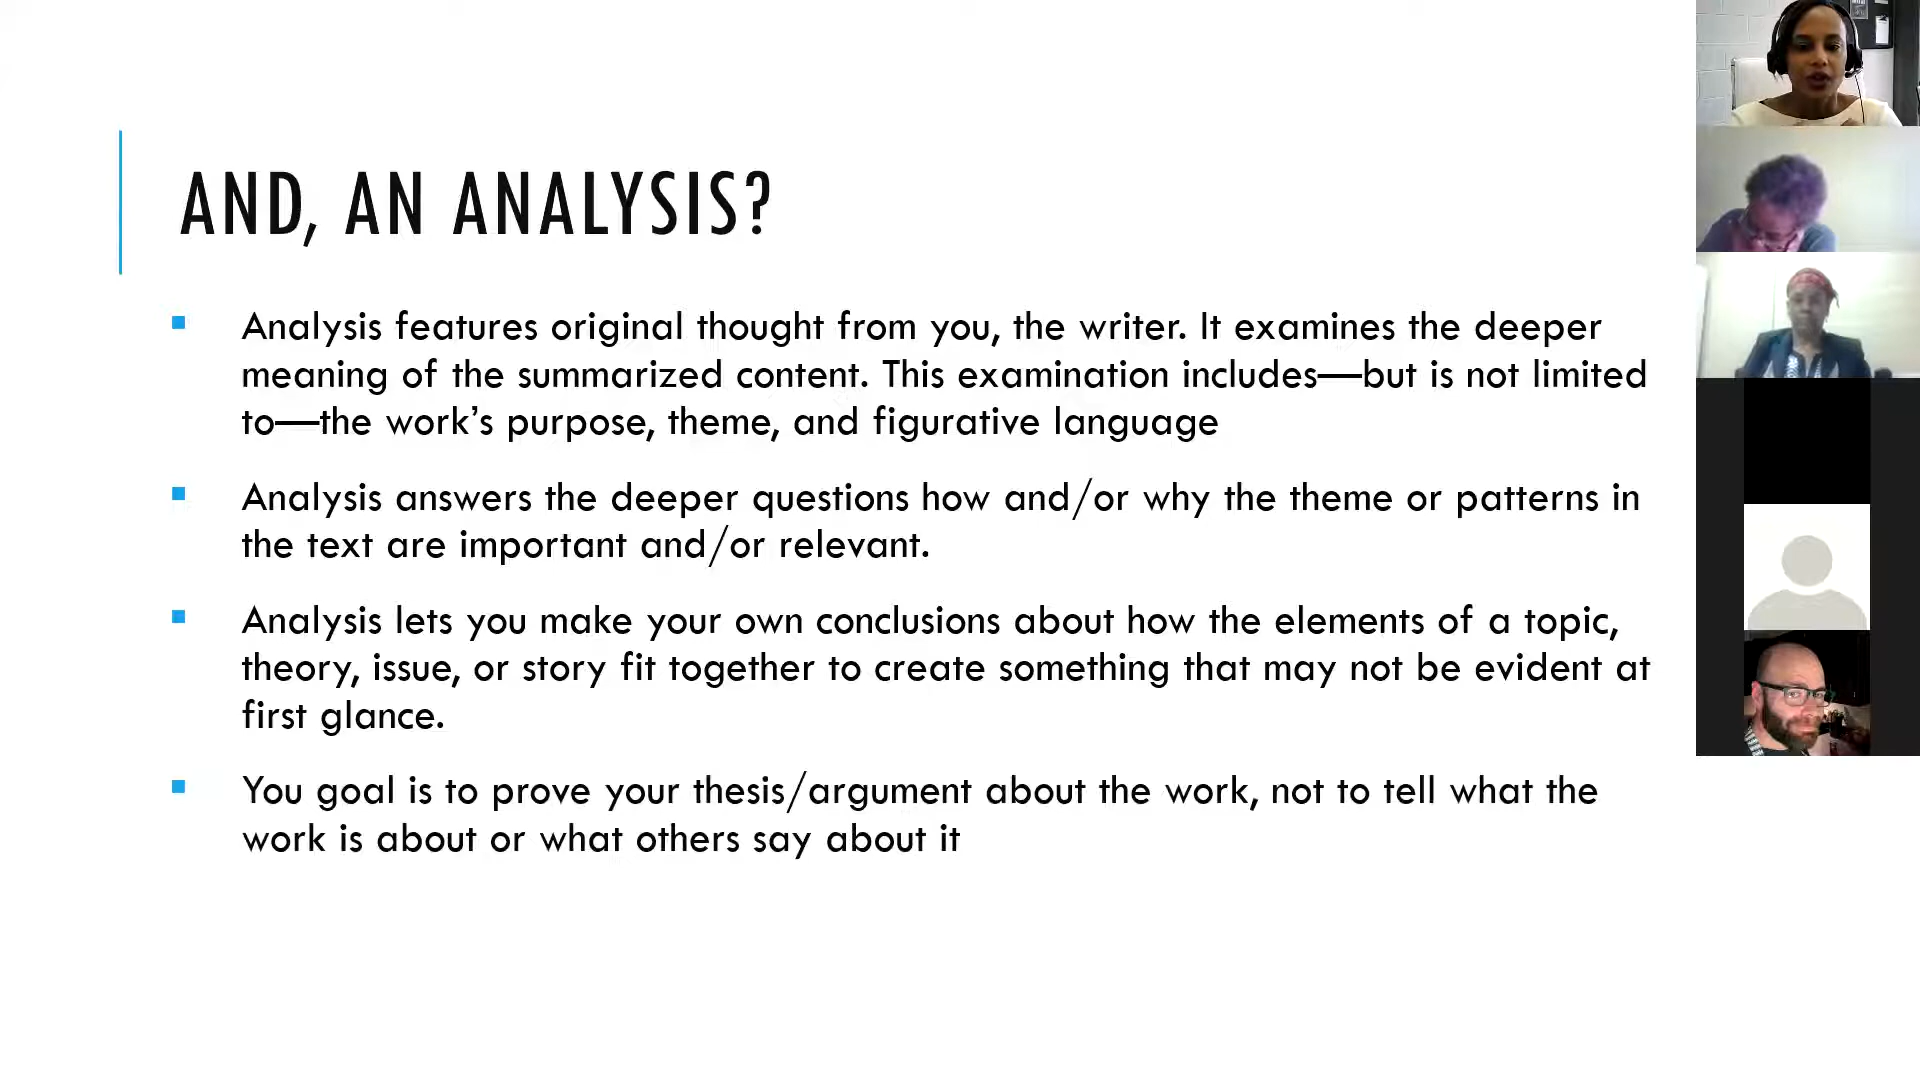 AND, AN ANALYSIS?
Analysis features original thought from you, the writer. It examines the deeper
meaning of the summarized content. This examination includes—but is not limited
to—the work’s purpose, theme, and figurative language
Analysis answers the deeper questions how and/or why the theme or patterns in
the text are important and/or relevant.
Analysis lets you make your own conclusions about how the elements of a topic,
theory, issue, or story fit together to create something that may not be evident at
first glance.
You goal is to prove your thesis/argument about the work, not to tell what the
work is about or what others say about it